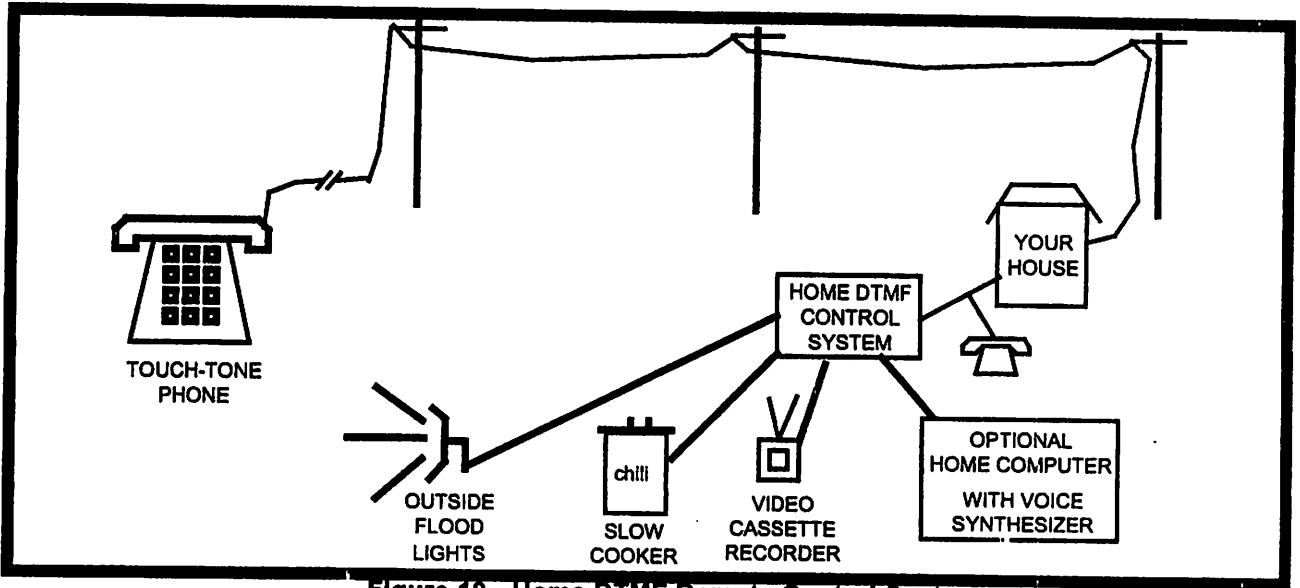 YOUR
HOUSE
HOME DTMF
CONTROL
SYSTEM
TOUCH-TONE
PHONE
OUTSIDE
FLOOD
LIGHTS
chili
SLOW
COOKER
VIDEO
CASSETTE
RECORDER
OPTIONAL
HOME COMPUTER
WITH VOICE
SYNTHESIZER